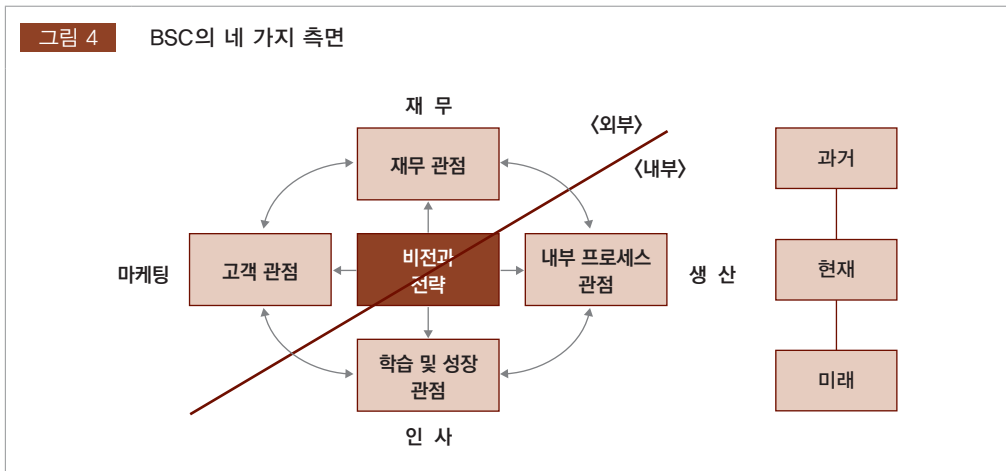 그림 4 BSC의 네 가지 측면
재 무
〈외부〉
재무 관점
과거
〈내부〉
마케팅
고객 관점
비전과
전략
내부 프로세스
관점
생 산
현재
학습 및 성장
관점
미래
인 사